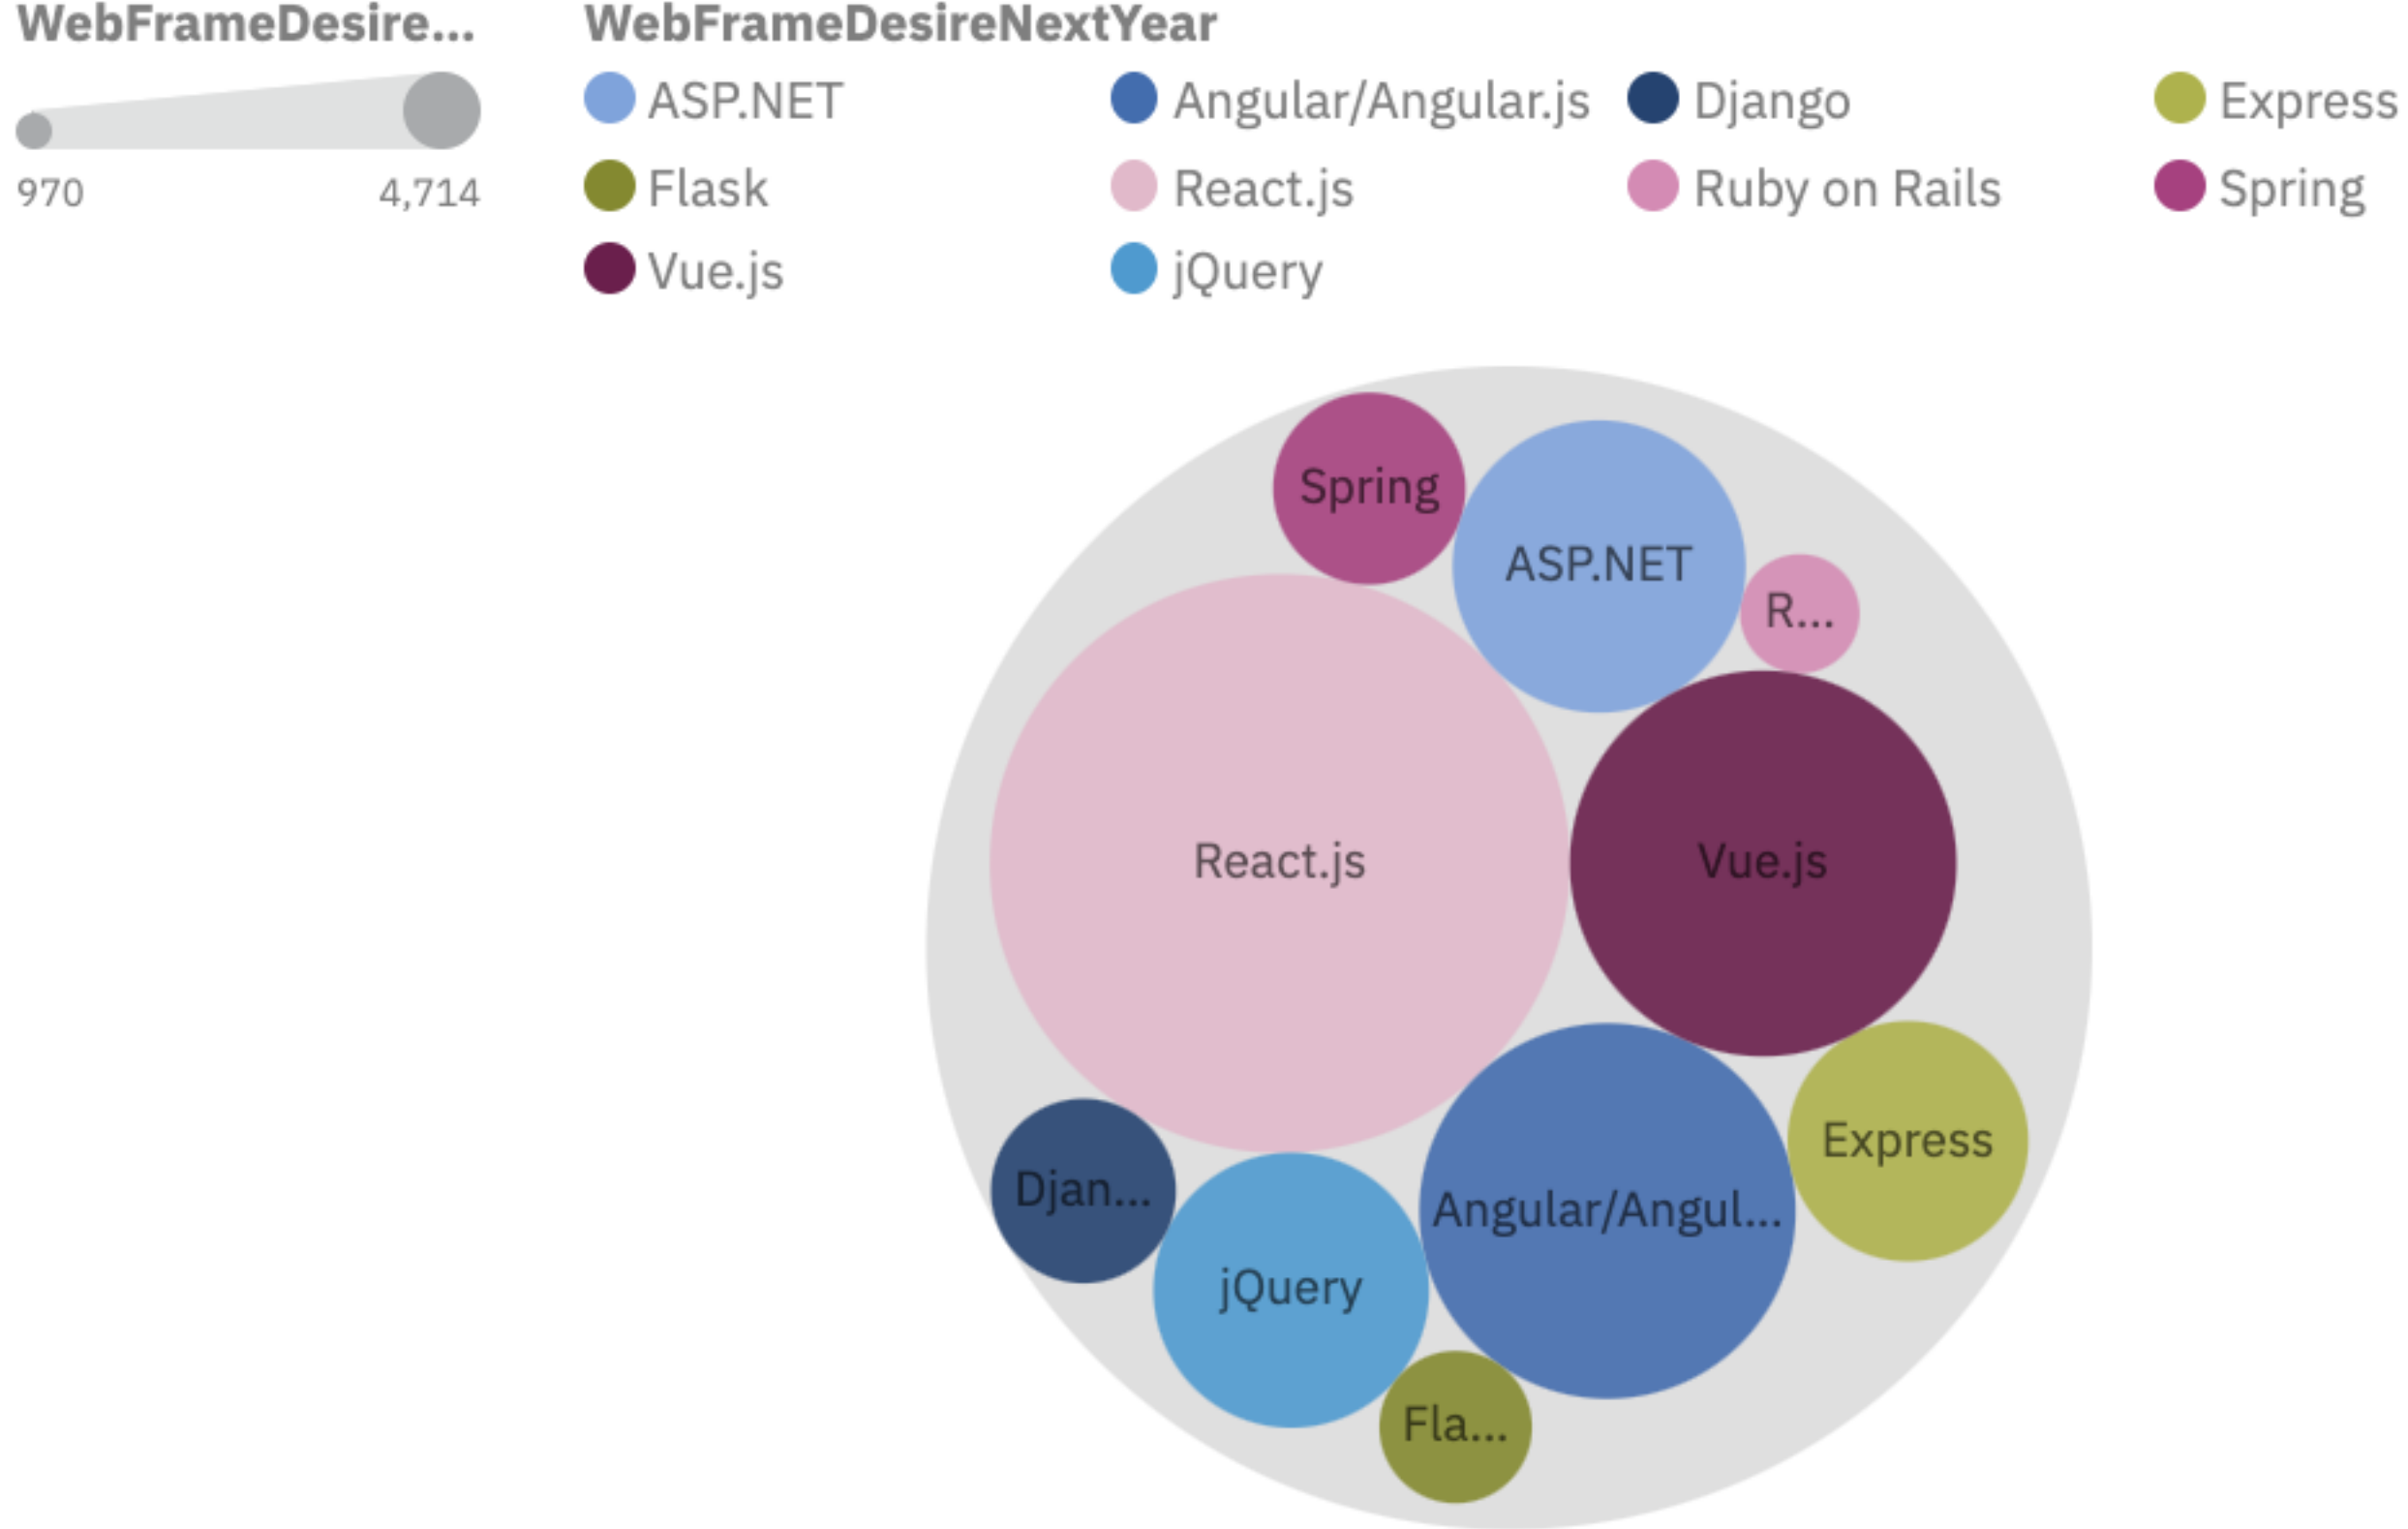 WebFrameDesire...
970 4,714
WebFrameDesireNextYear
ASP.NET Angular/Angular.js Django Express
Flask React.js Ruby on Rails Spring
Vue.js jQuery
Spring
ASP.NET
R...
React.js
Vue.js
Express
Djan...
Angular/Angul...
jQuery
Fla...